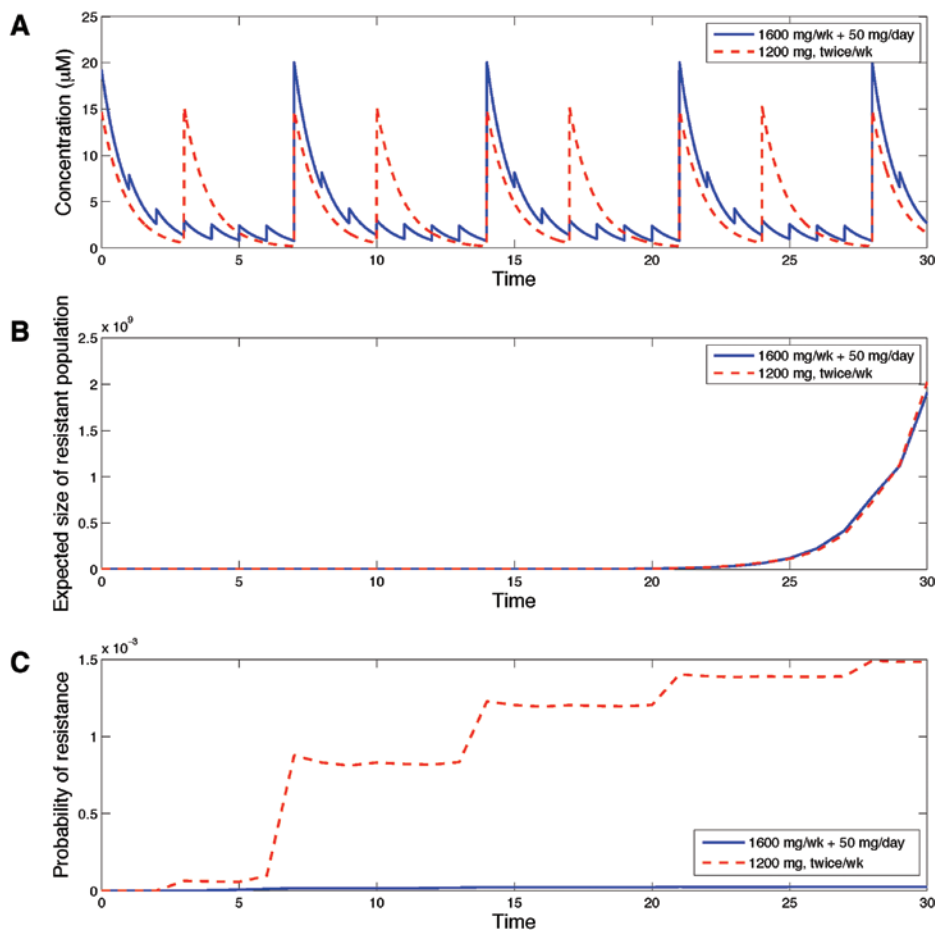 A
1600 mg/wk + 50 mg/day
1200 mg, twice/wk
Concentration (μM)
25
20
15
10
5
0
0 5 10 15 20 25 30
Time
B
x 10⁹
1600 mg/wk + 50 mg/day
1200 mg, twice/wk
Expected size of resistant population
2.5
2
1.5
1
0.5
0
0 5 10 15 20 25 30
Time
C
x 10⁻³
Probability of resistance
1.5
1
0.5
0
1600 mg/wk + 50 mg/day
1200 mg, twice/wk
0 5 10 15 20 25 30
Time